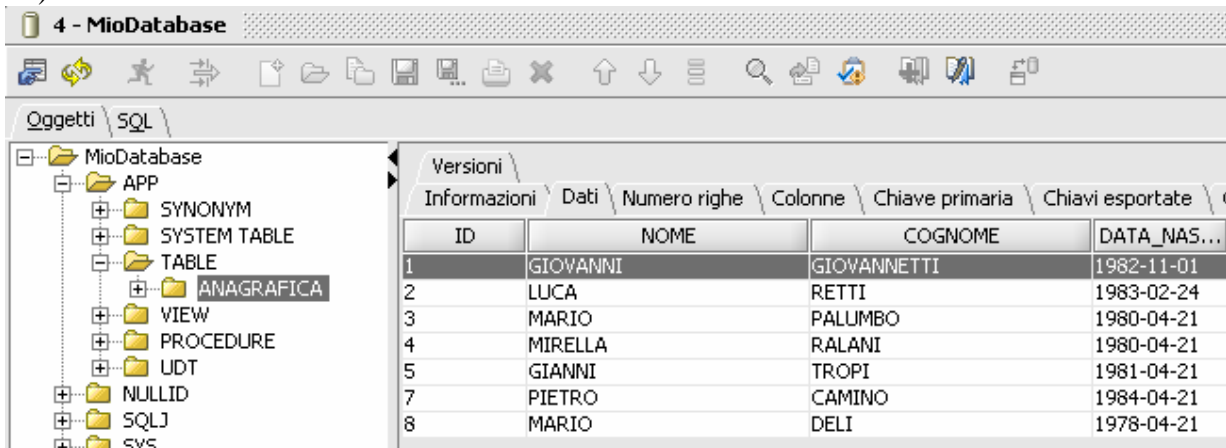 )
4 - MioDatabase
Oggetti SQL
MioDatabase
APP
SYNONYM
SYSTEM TABLE
TABLE
ANAGRAFICA
VIEW
PROCEDURE
UDT
NULLID
SQLJ
SYS
Versioni
Informazioni Dati Numero righe Colonne Chiave primaria Chiavi esportate
ID NOME COGNOME DATA_NAS...
1 GIOVANNI GIOVANNETTI 1982-11-01
2 LUCA RETTI 1983-02-24
3 MARIO PALUMBO 1980-04-21
4 MIRELLA RALANI 1980-04-21
5 GIANNI TROPI 1981-04-21
7 PIETRO CAMINO 1984-04-21
8 MARIO DELI 1978-04-21